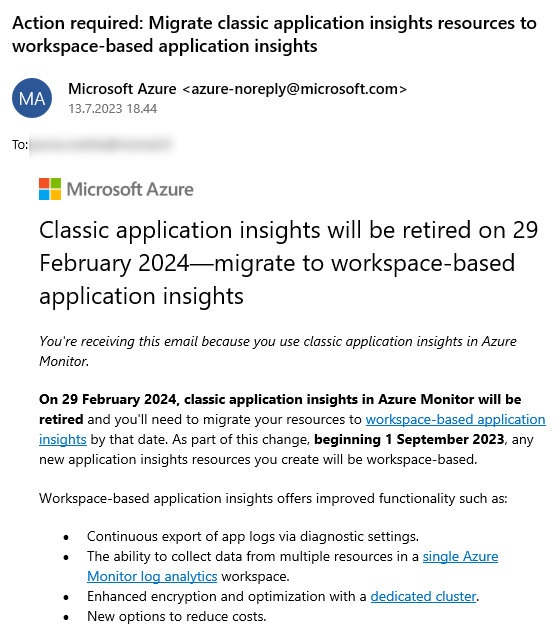 Action required: Migrate classic application insights resources to
workspace-based application insights
MA
Microsoft Azure <azure-noreply@microsoft.com>
13.7.2023 18.44
To:
Microsoft Azure
Classic application insights will be retired on 29
February 2024—migrate to workspace-based
application insights
You're receiving this email because you use classic application insights in Azure
Monitor.
On 29 February 2024, classic application insights in Azure Monitor will be
retired and you'll need to migrate your resources to workspace-based application
insights by that date. As part of this change, beginning 1 September 2023, any
new application insights resources you create will be workspace-based.
Workspace-based application insights offers improved functionality such as:
• Continuous export of app logs via diagnostic settings.
• The ability to collect data from multiple resources in a single Azure
Monitor log analytics workspace.
• Enhanced encryption and optimization with a dedicated cluster.
• New options to reduce costs.